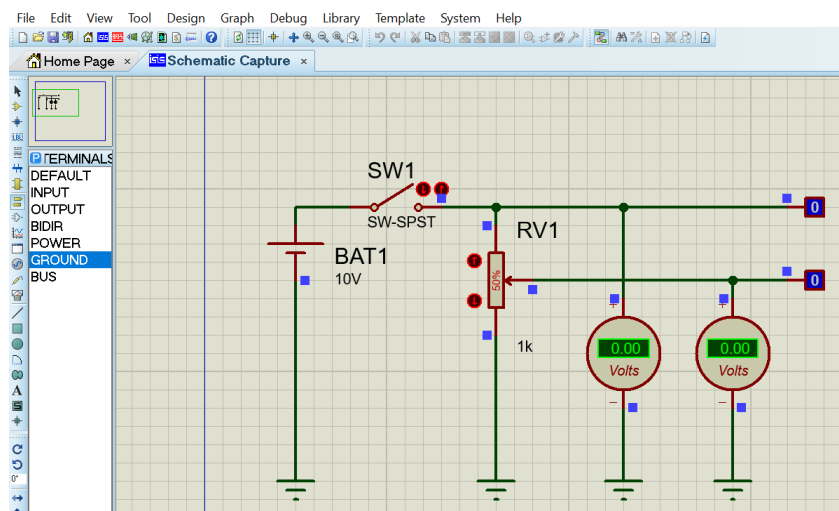 File Edit View Tool Design Graph Debug Library Template System Help
Home Page × ISIS Schematic Capture ×
LBL
P TERMINALS
DEFAULT
INPUT
OUTPUT
BIDIR
POWER
GROUND
BUS
A
S
C
0°
SW1
SW-SPST
BAT1
10V
RV1
50%
1k
0
0
+
0.00
Volts
−
+
0.00
Volts
−